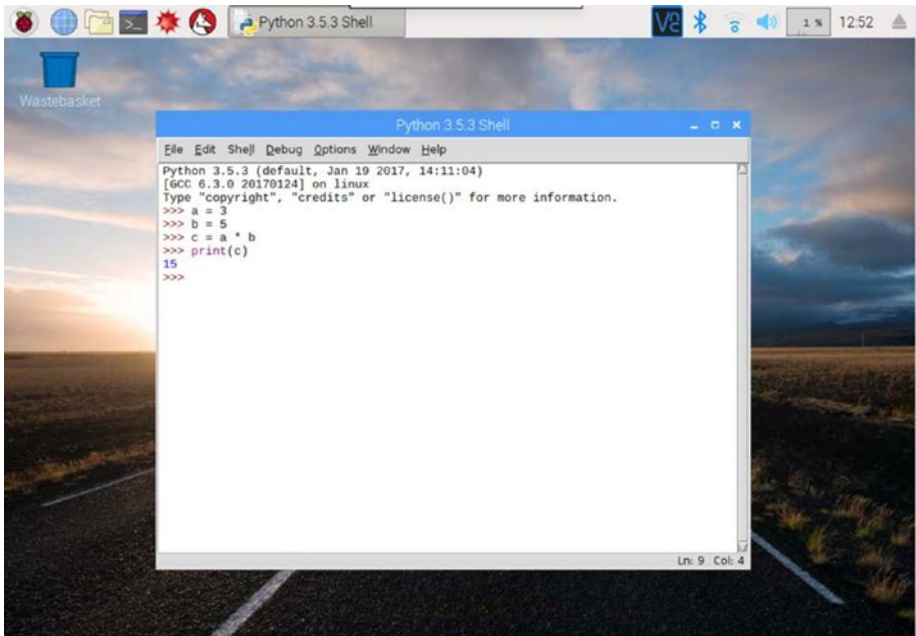 Python 3.5.3 Shell
1 %
12:52
Wastebasket
Python 3.5.3 Shell
File Edit Shell Debug Options Window Help
Python 3.5.3 (default, Jan 19 2017, 14:11:04)
[GCC 6.3.0 20170124] on linux
Type "copyright", "credits" or "license()" for more information.
>>> a = 3
>>> b = 5
>>> c = a * b
>>> print(c)
15
>>>
Ln: 9 Col: 4